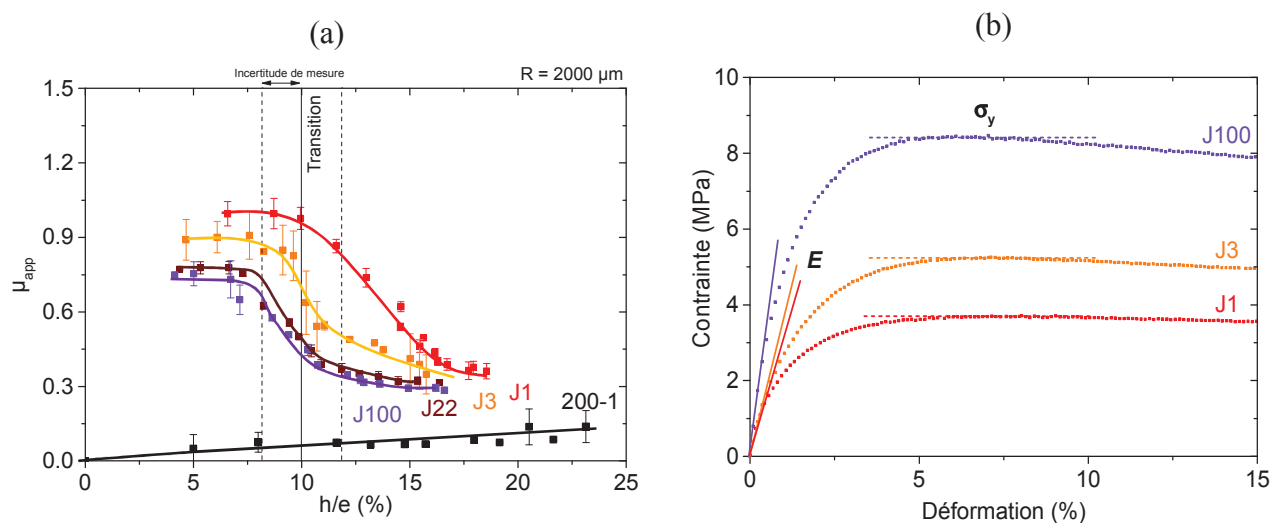 (a)
Incertitude de mesure
R = 2000 µm
Transition
µapp
1.5
1.2
0.9
0.6
0.3
0.0
J100
J22
J3
J1
200-1
0
5
10
15
20
25
h/e (%)
(b)
Contrainte (MPa)
10
8
6
4
2
0
σy
E
J100
J3
J1
0
5
10
15
Déformation (%)